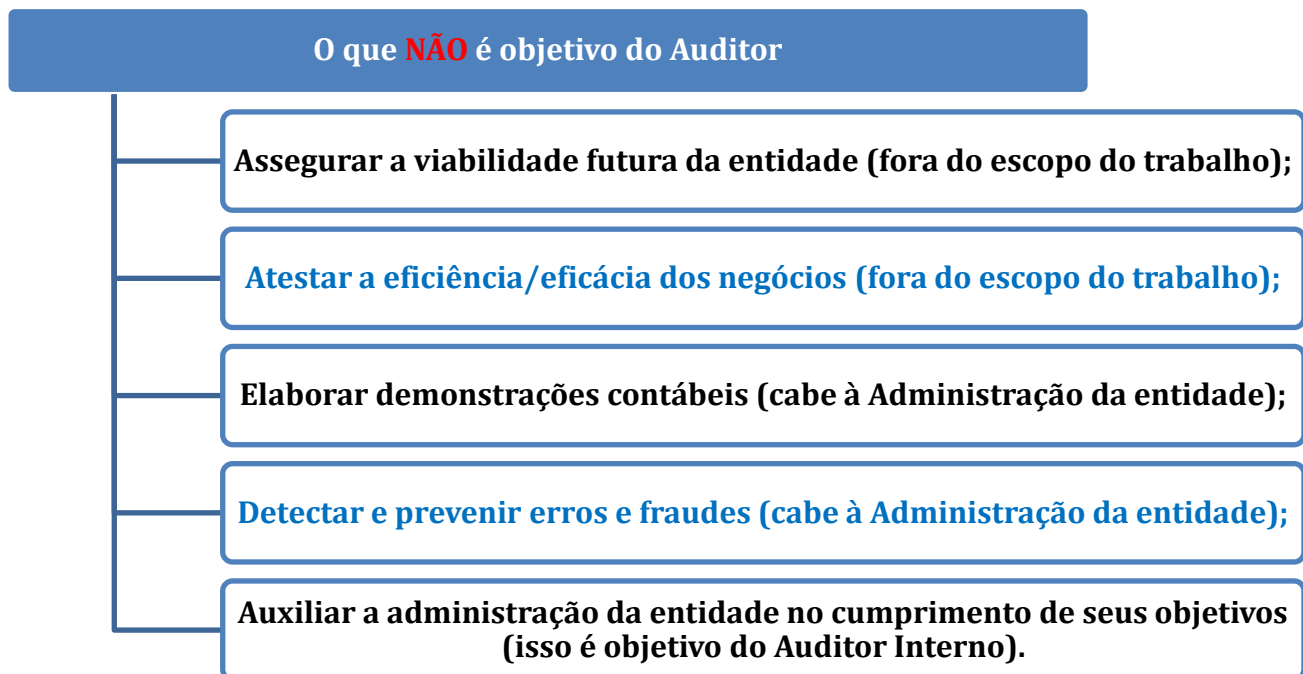 O que NÃO é objetivo do Auditor
Assegurar a viabilidade futura da entidade (fora do escopo do trabalho);
Atestar a eficiência/eficácia dos negócios (fora do escopo do trabalho);
Elaborar demonstrações contábeis (cabe à Administração da entidade);
Detectar e prevenir erros e fraudes (cabe à Administração da entidade);
Auxiliar a administração da entidade no cumprimento de seus objetivos
(isso é objetivo do Auditor Interno).